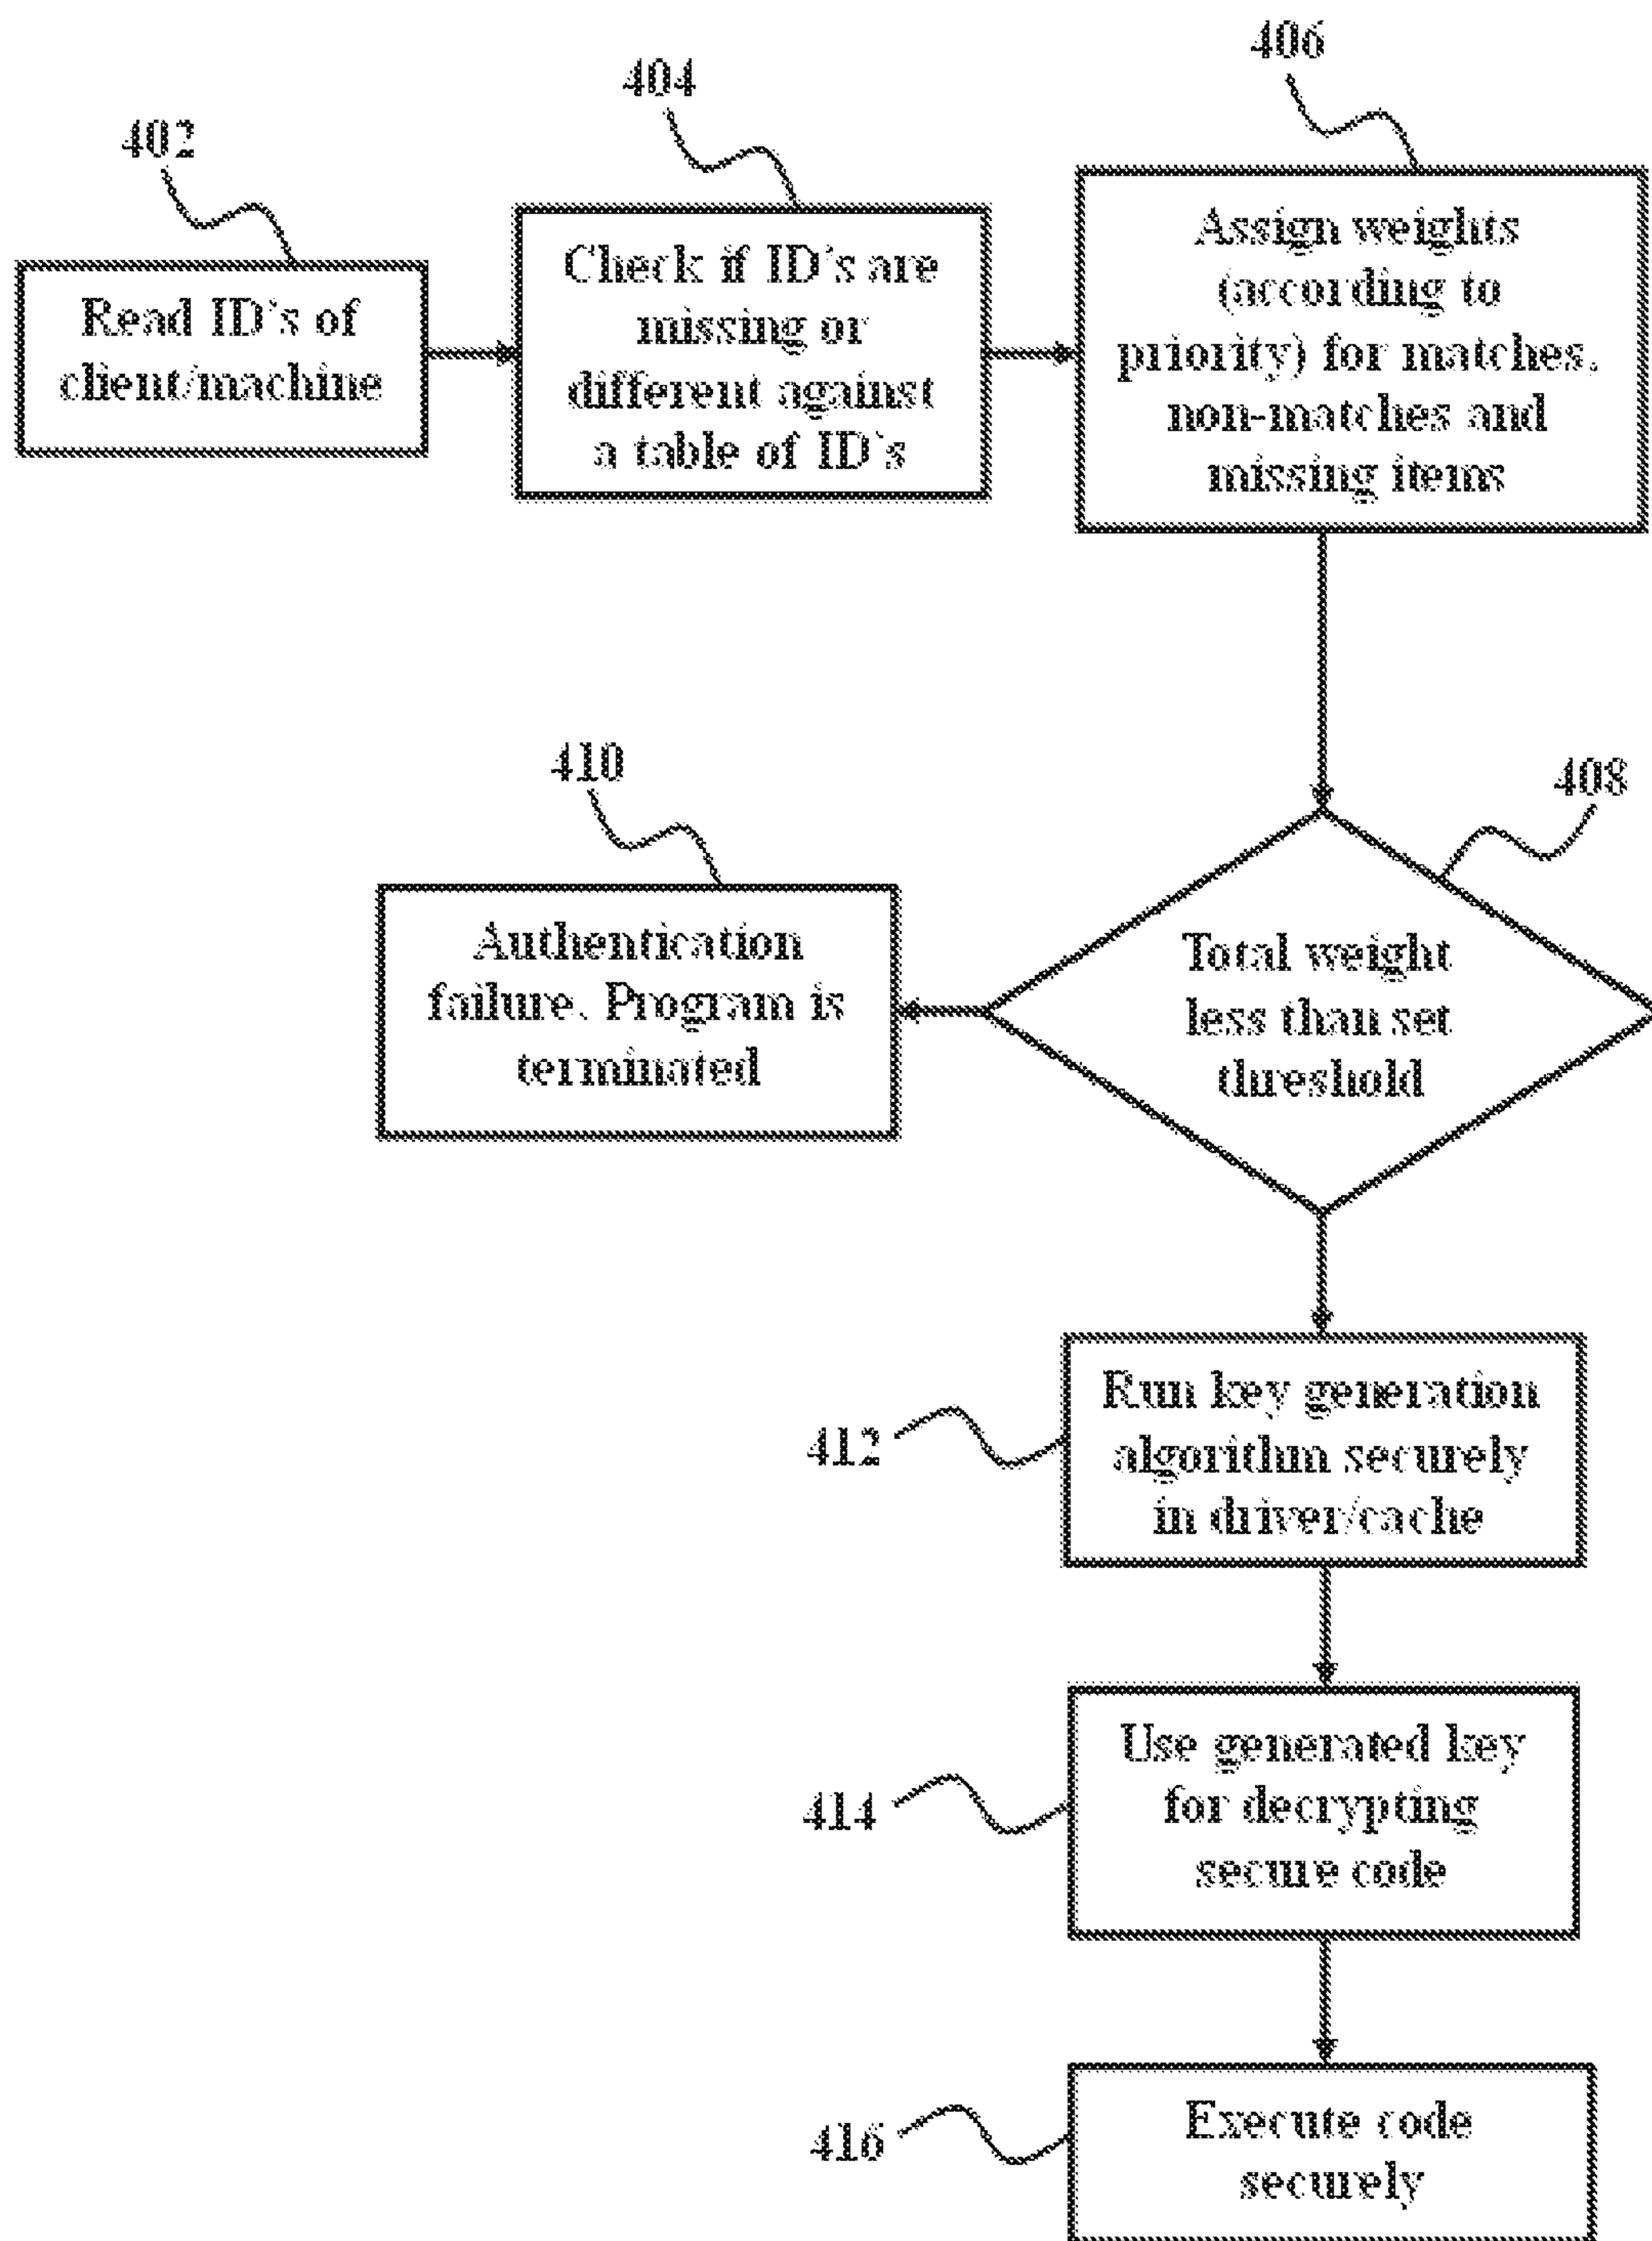 402
Read ID's of
client/machine
404
Check if ID's are
missing or
different against
a table of ID's
406
Assign weights
(according to
priority) for matches,
non-matches and
missing items
408
Total weight
less than set
threshold
410
Authentication
failure. Program is
terminated
412
Run key generation
algorithm securely
in driver/cache
414
Use generated key
for decrypting
secure code
416
Execute code
securely